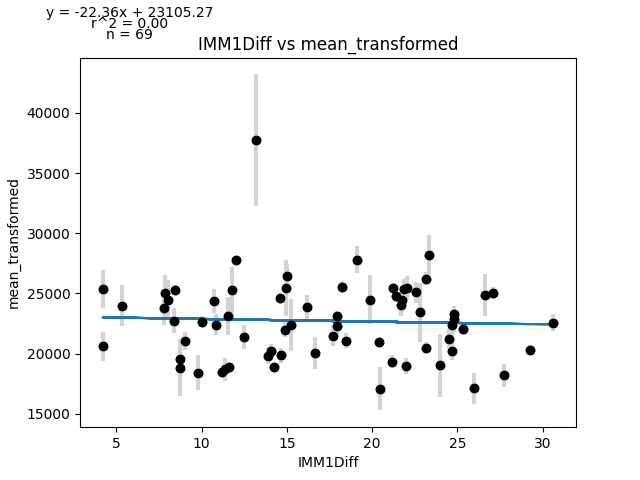 y = -22.36x + 23105.27
r^2 = 0.00
n = 69
IMM1Diff vs mean_transformed
40000
35000
30000
25000
20000
15000
mean_transformed
5 10 15 20 25 30
IMM1Diff